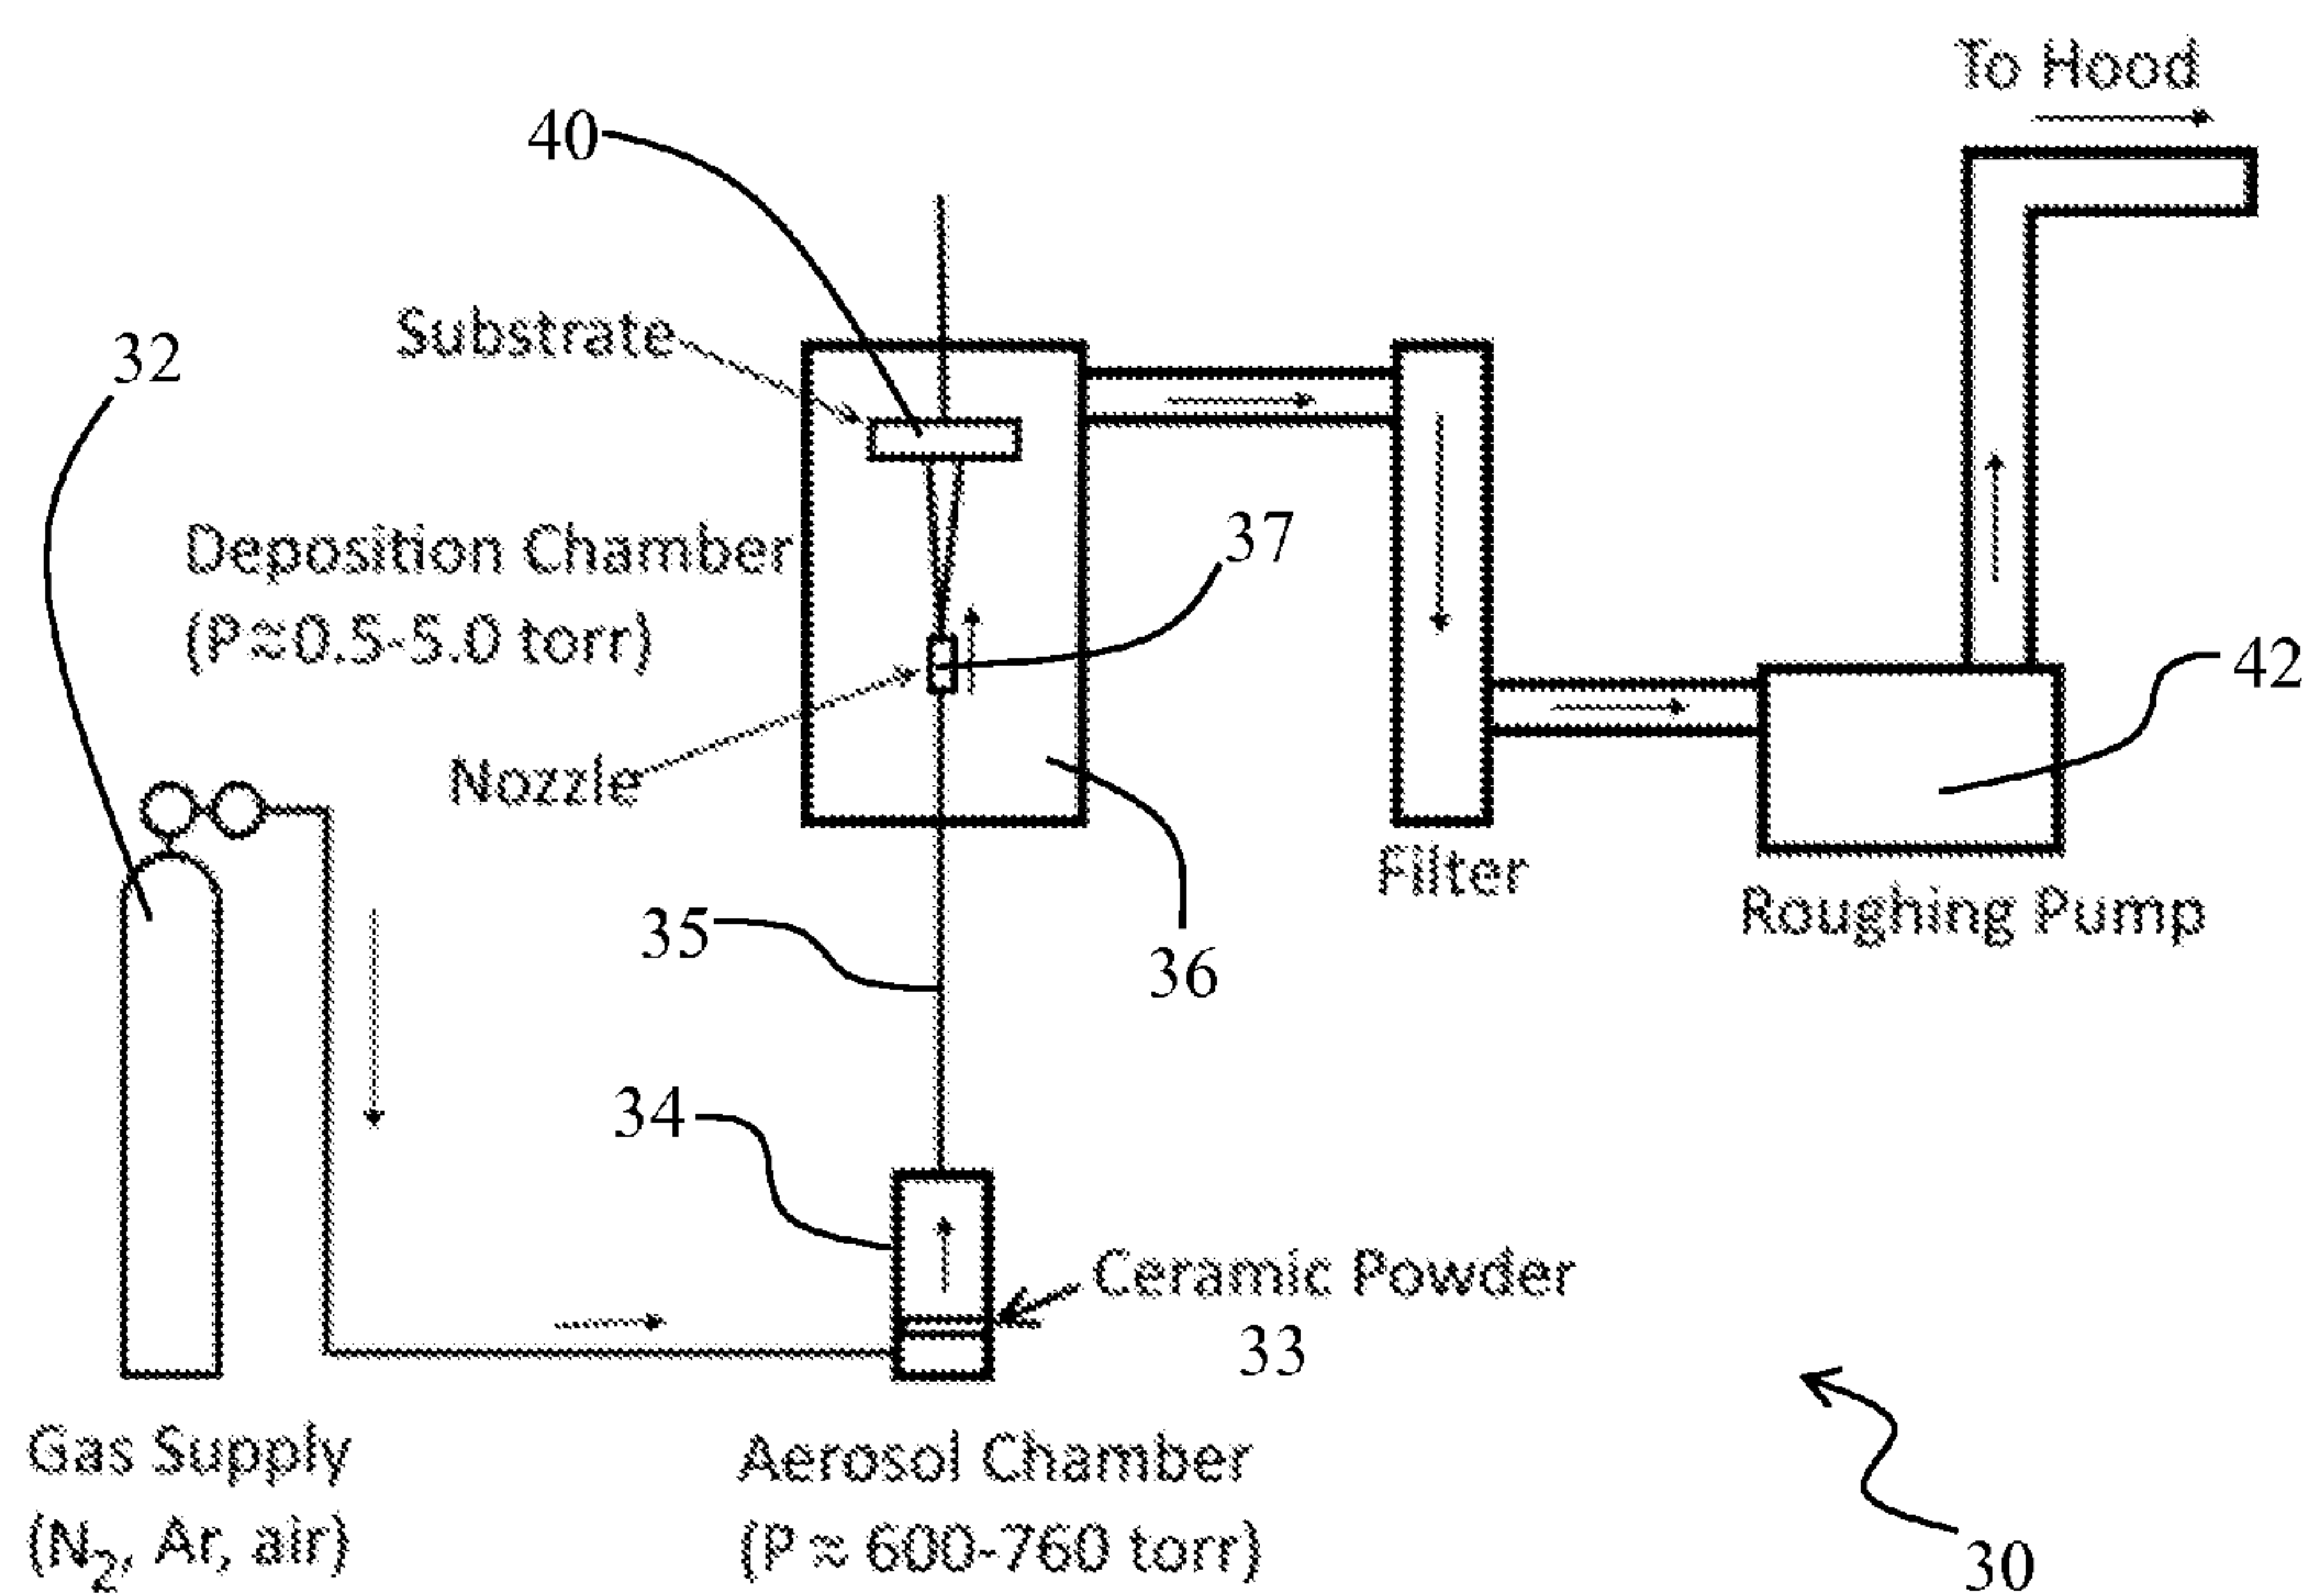 To Hood
40
Substrate
32
Deposition Chamber
(P≈0.5-5.0 torr)
37
42
Nozzle
Filter
Roughing Pump
35
36
34
Ceramic Powder
33
Gas Supply
(N2, Ar, air)
Aerosol Chamber
(P ≈ 600-760 torr)
30